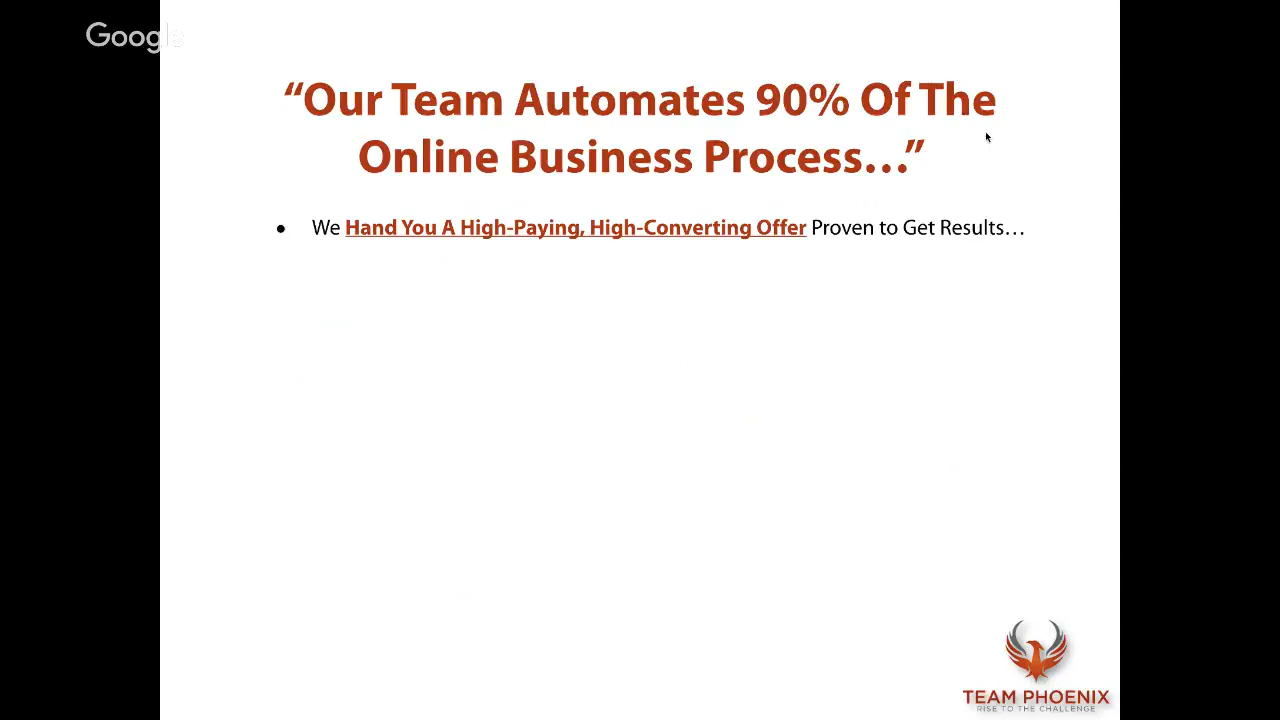 Google
“Our Team Automates 90% Of The
Online Business Process…”
• We Hand You A High-Paying, High-Converting Offer Proven to Get Results…
TEAM PHOENIX
RISE TO THE CHALLENGE